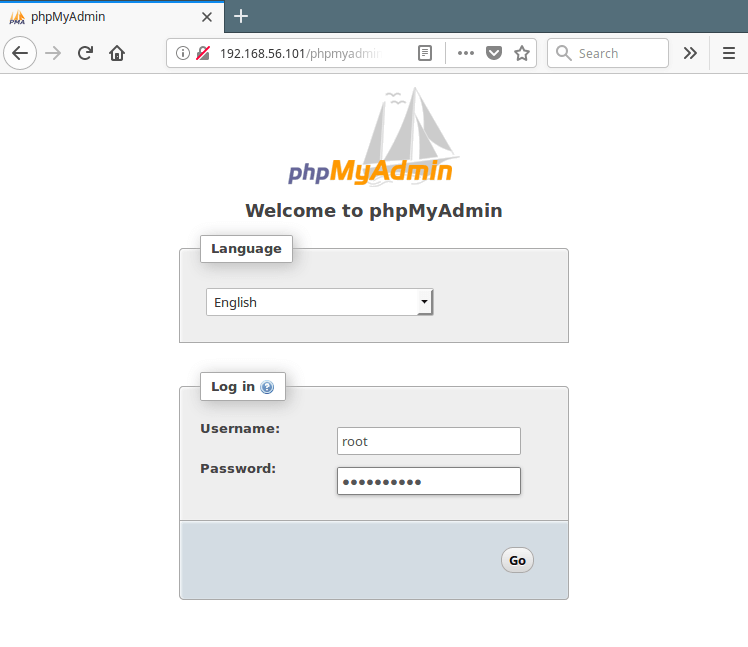 phpMyAdmin
192.168.56.101/phpmyadmin
Search
phpMyAdmin
Welcome to phpMyAdmin
Language
English
Log in
Username:
root
Password:
••••••••••
Go